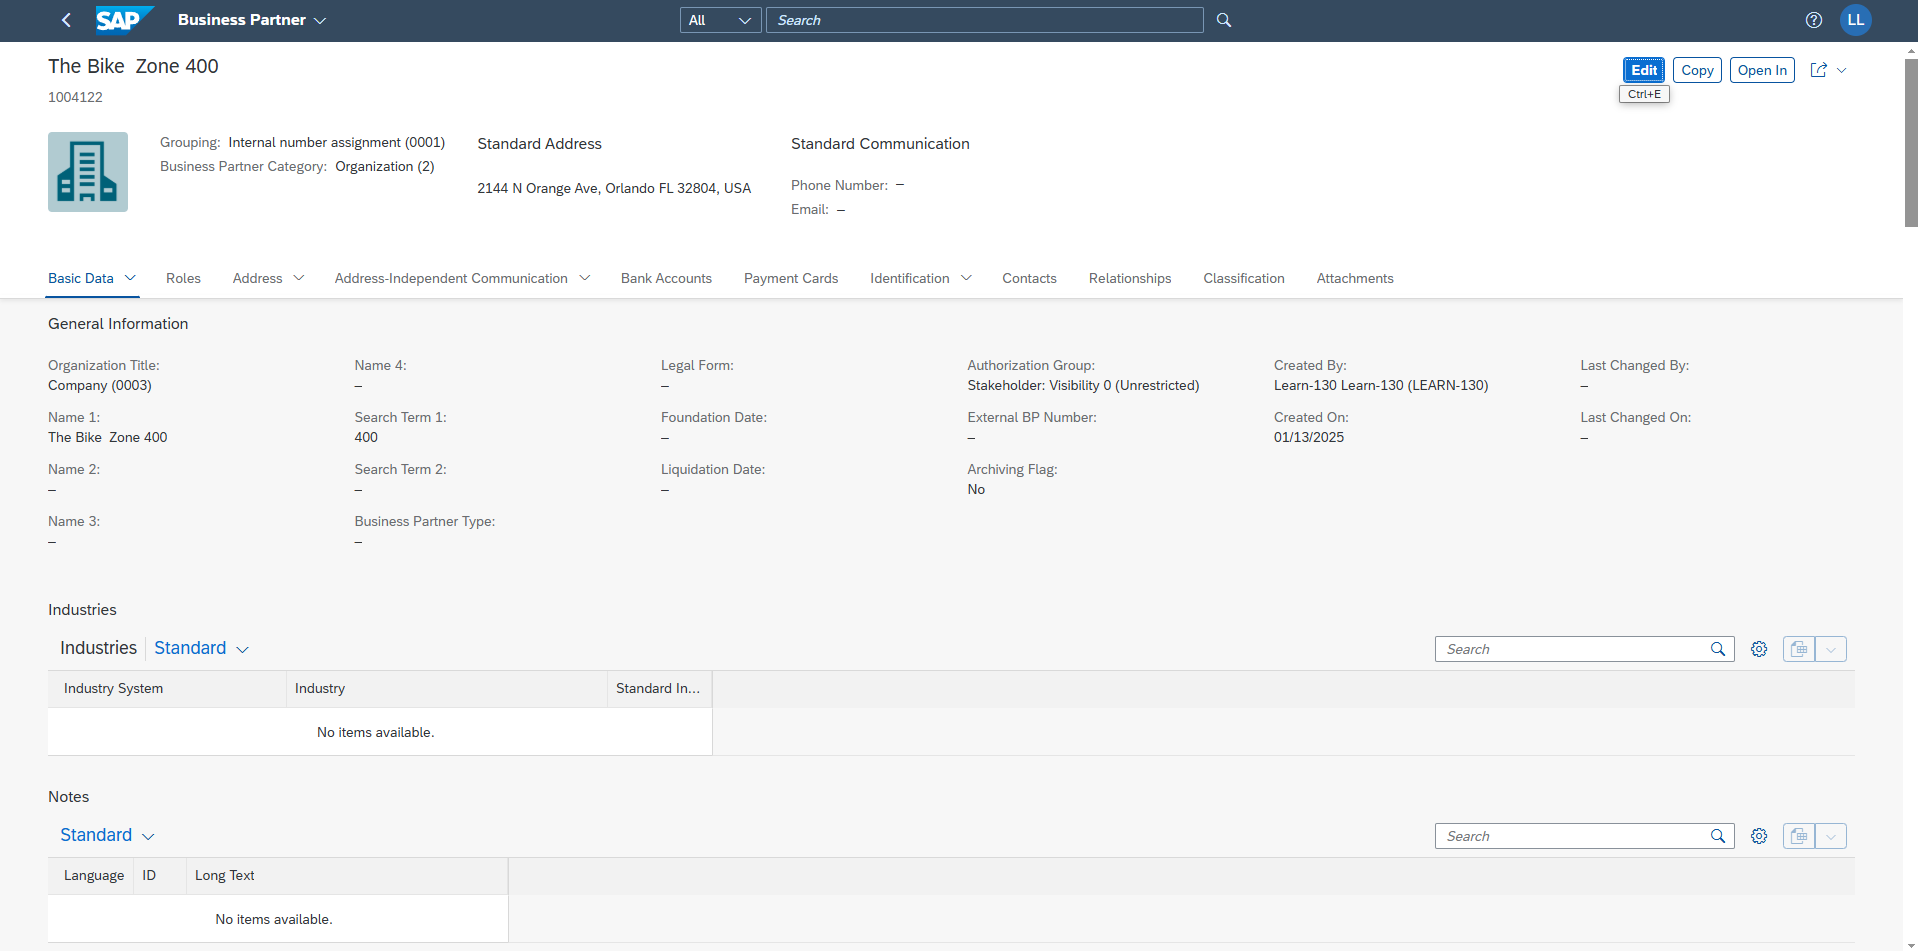 SAP Business Partner All Search LL
The Bike  Zone 400
Edit Copy Open In
Ctrl+E
1004122
Grouping: Internal number assignment (0001)
Business Partner Category: Organization (2)
Standard Address
2144 N Orange Ave, Orlando FL 32804, USA
Standard Communication
Phone Number: –
Email: –
Basic Data Roles Address Address-Independent Communication Bank Accounts Payment Cards Identification Contacts Relationships Classification Attachments
General Information
Organization Title: Name 4: Legal Form: Authorization Group: Created By: Last Changed By:
Company (0003) – – Stakeholder: Visibility 0 (Unrestricted) Learn-130 Learn-130 (LEARN-130) –
Name 1: Search Term 1: Foundation Date: External BP Number: Created On: Last Changed On:
The Bike  Zone 400 400 – – 01/13/2025 –
Name 2: Search Term 2: Liquidation Date: Archiving Flag:
– – – No
Name 3: Business Partner Type:
– –
Industries
Industries Standard Search
Industry System Industry Standard In...
No items available.
Notes
Standard Search
Language ID Long Text
No items available.